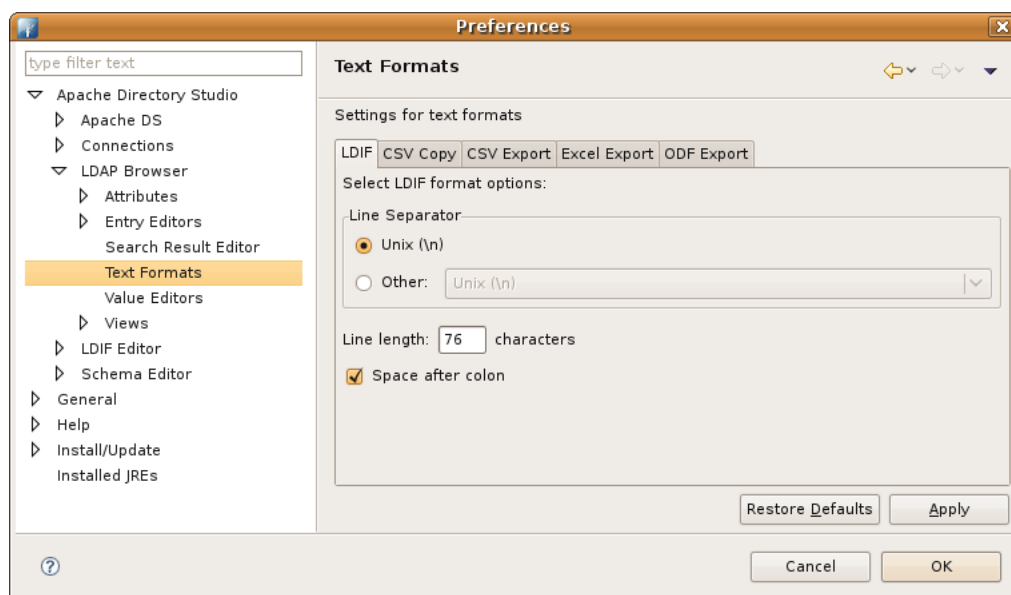 Preferences
type filter text
Apache Directory Studio
Apache DS
Connections
LDAP Browser
Attributes
Entry Editors
Search Result Editor
Text Formats
Value Editors
Views
LDIF Editor
Schema Editor
General
Help
Install/Update
Installed JREs
Text Formats
Settings for text formats
LDIF CSV Copy CSV Export Excel Export ODF Export
Select LDIF format options:
Line Separator
Unix (\n)
Other: Unix (\n)
Line length: 76 characters
Space after colon
Restore Defaults Apply
? Cancel OK